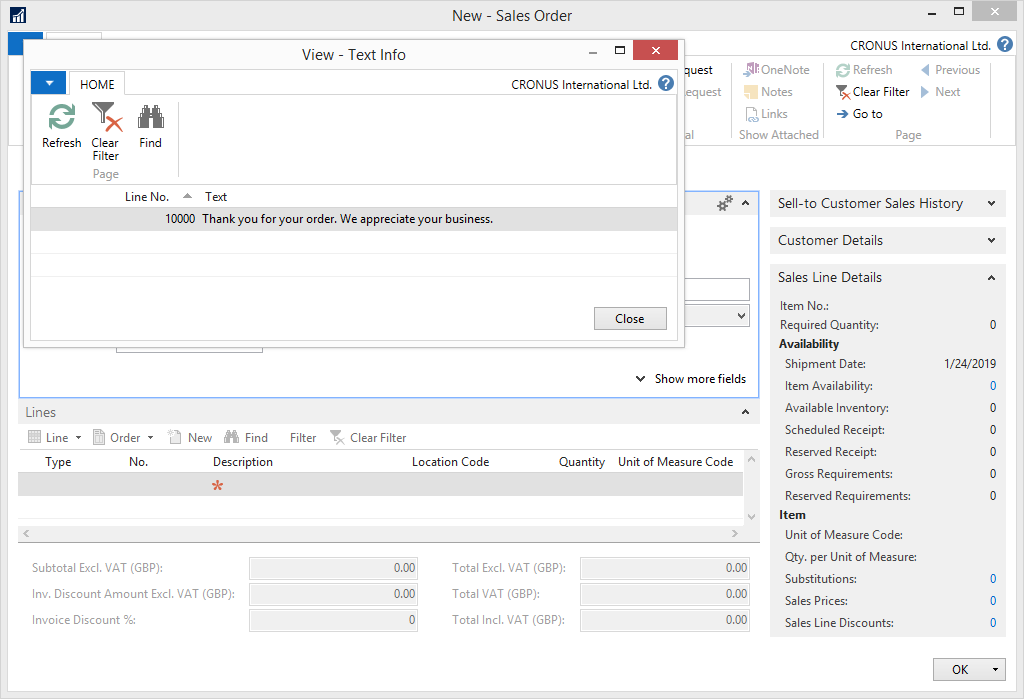 New - Sales Order
CRONUS International Ltd.
View - Text Info
HOME
CRONUS International Ltd.
Refresh
Clear Filter
Find
Page
Line No.
Text
10000 Thank you for your order. We appreciate your business.
Close
OneNote
Notes
Links
Show Attached
Refresh
Clear Filter
Go to
Previous
Next
Page
Show more fields
Lines
Line
Order
New
Find
Filter
Clear Filter
Type
No.
Description
Location Code
Quantity
Unit of Measure Code
*
Subtotal Excl. VAT (GBP): 0.00
Inv. Discount Amount Excl. VAT (GBP): 0.00
Invoice Discount %: 0
Total Excl. VAT (GBP): 0.00
Total VAT (GBP): 0.00
Total Incl. VAT (GBP): 0.00
Sell-to Customer Sales History
Customer Details
Sales Line Details
Item No.:
Required Quantity: 0
Availability
Shipment Date: 1/24/2019
Item Availability: 0
Available Inventory: 0
Scheduled Receipt: 0
Reserved Receipt: 0
Gross Requirements: 0
Reserved Requirements: 0
Item
Unit of Measure Code:
Qty. per Unit of Measure:
Substitutions: 0
Sales Prices: 0
Sales Line Discounts: 0
OK